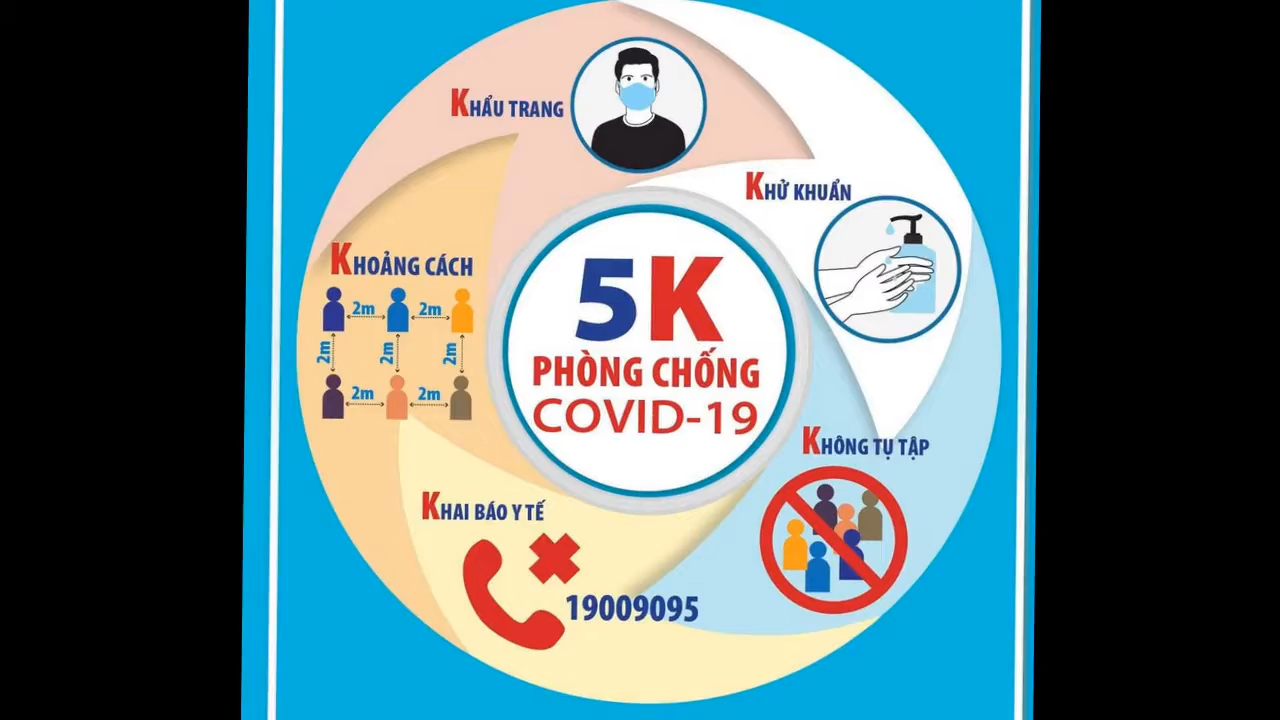 KHẨU TRANG
KHỬ KHUẨN
KHOẢNG CÁCH
2m 2m
2m 2m 2m
2m 2m
5K
PHÒNG CHỐNG
COVID-19
KHÔNG TỤ TẬP
KHAI BÁO Y TẾ
19009095